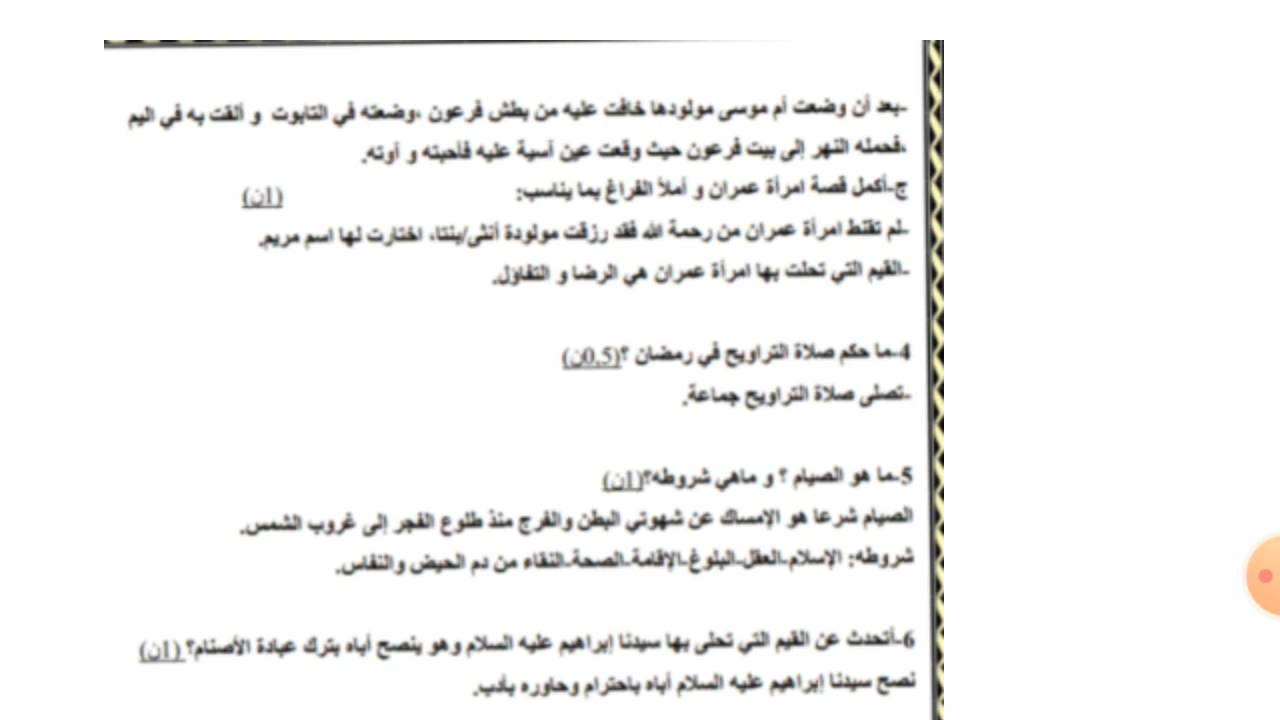 -بعد أن وضعت أم موسى مولودها خافت عليه من بطش فرعون ،وضعته في التابوت و ألقت به في اليم
،فحمله النهر إلى بيت فرعون حيث وقعت عين آسية عليه فأحبته و آوته.
ج-أكمل قصة امرأة عمران و أملأ الفراغ بما يناسب: (1ن)
-لم تقنط امرأة عمران من رحمة الله فقد رزقت مولودة أنثى/بنتا، اختارت لها اسم مريم.
-القيم التي تحلت بها امرأة عمران هي الرضا و التفاؤل.
4-ما حكم صلاة التراويح في رمضان ؟(0,5ن)
-تصلى صلاة التراويح جماعة.
5-ما هو الصيام ؟ و ماهي شروطه؟(1ن)
الصيام شرعا هو الإمساك عن شهوتي البطن والفرج منذ طلوع الفجر إلى غروب الشمس.
شروطه: الإسلام-العقل-البلوغ-الإقامة-الصحة-النقاء من دم الحيض والنفاس.
6-أتحدث عن القيم التي تحلى بها سيدنا إبراهيم عليه السلام وهو ينصح أباه بترك عبادة الأصنام؟ (1ن)
نصح سيدنا إبراهيم عليه السلام أباه باحترام وحاوره بأدب.